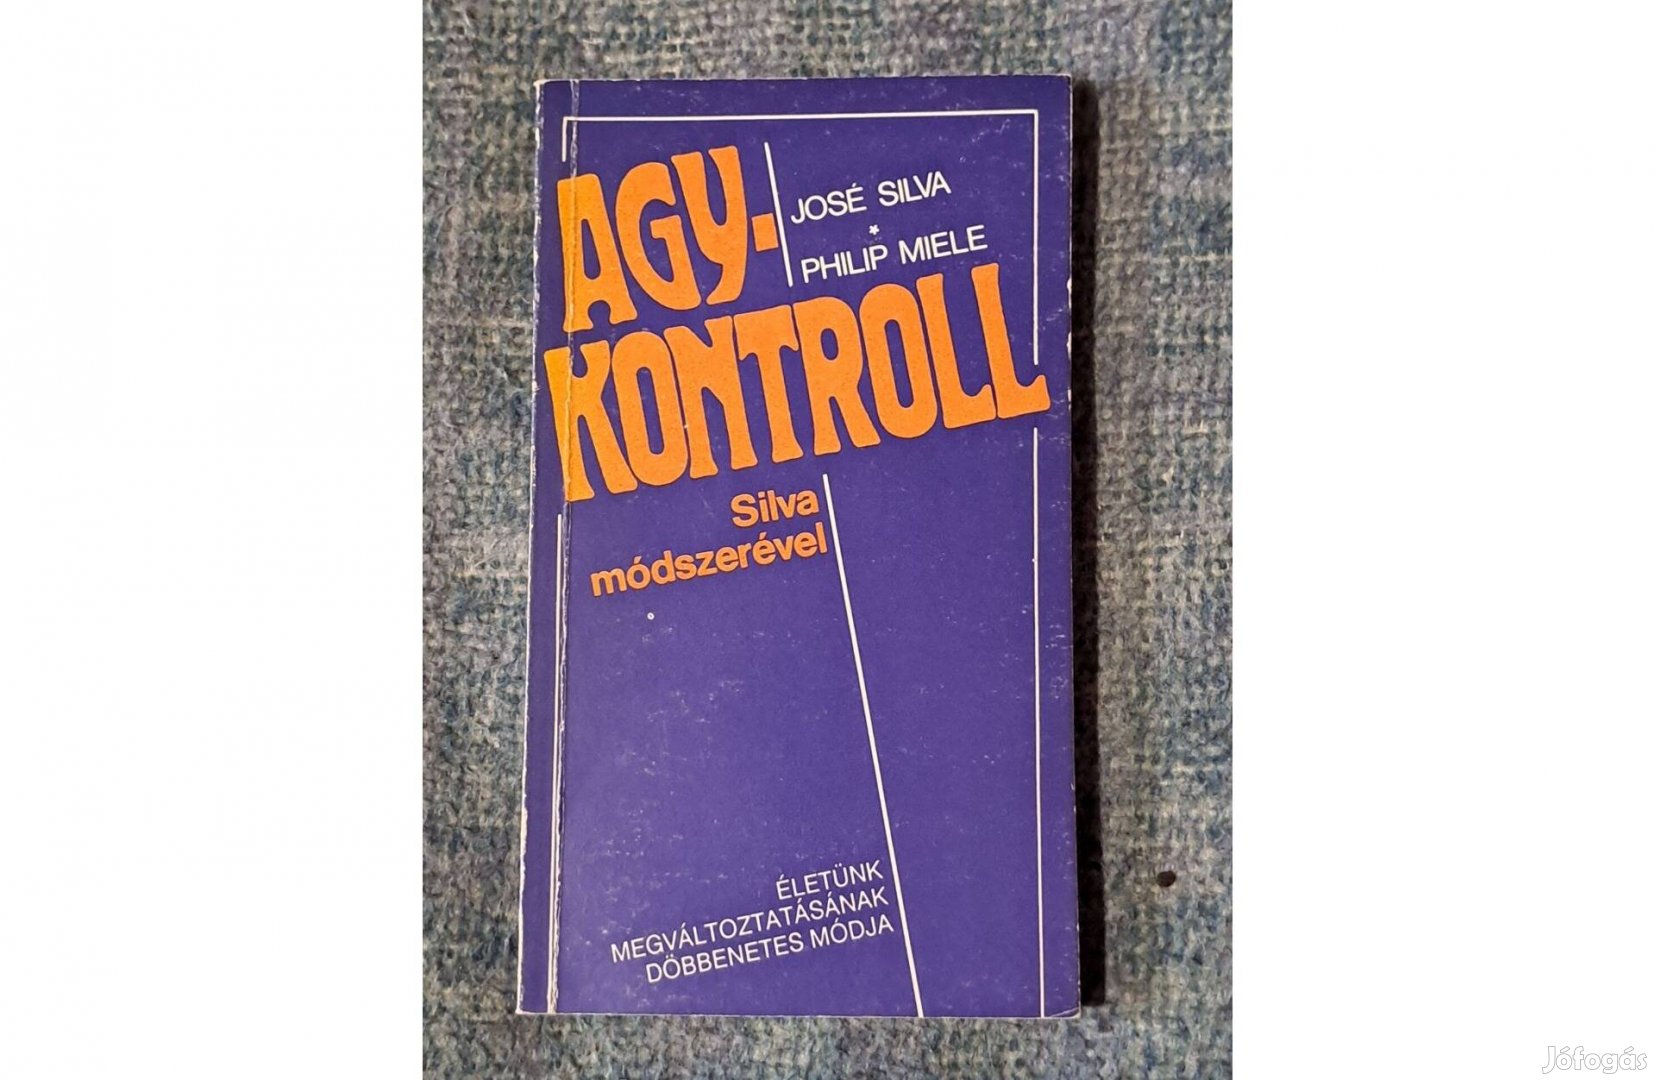 AGY-
JOSÉ SILVA
*
PHILIP MIELE
KONTROLL
Silva
módszerével
ÉLETÜNK
MEGVÁLTOZTATÁSÁNAK
DÖBBENETES MÓDJA
Jófogás